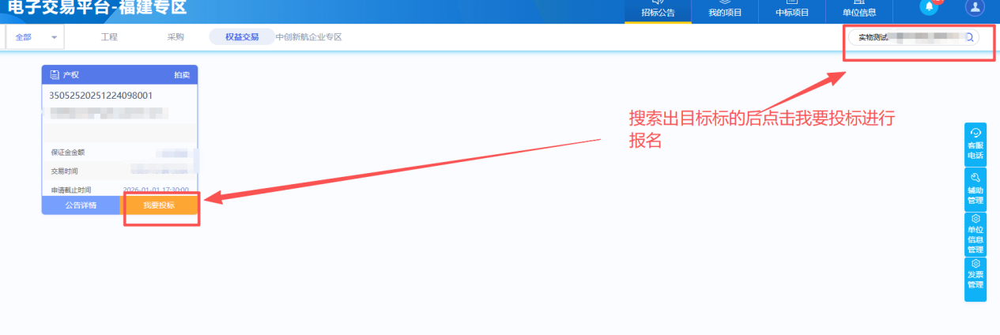 电子交易平台-福建专区
招标公告
我的项目
中标项目
单位信息
全部
工程
采购
权益交易
中创新航企业专区
实物测试
产权
拍卖
35052520251224098001
保证金金额
交易时间
申请截止时间
2026-01-01 17:30:00
公告详情
我要投标
搜索出目标标的后点击我要投标进行
报名
客服
电话
辅助
管理
单位
信息
管理
发票
管理